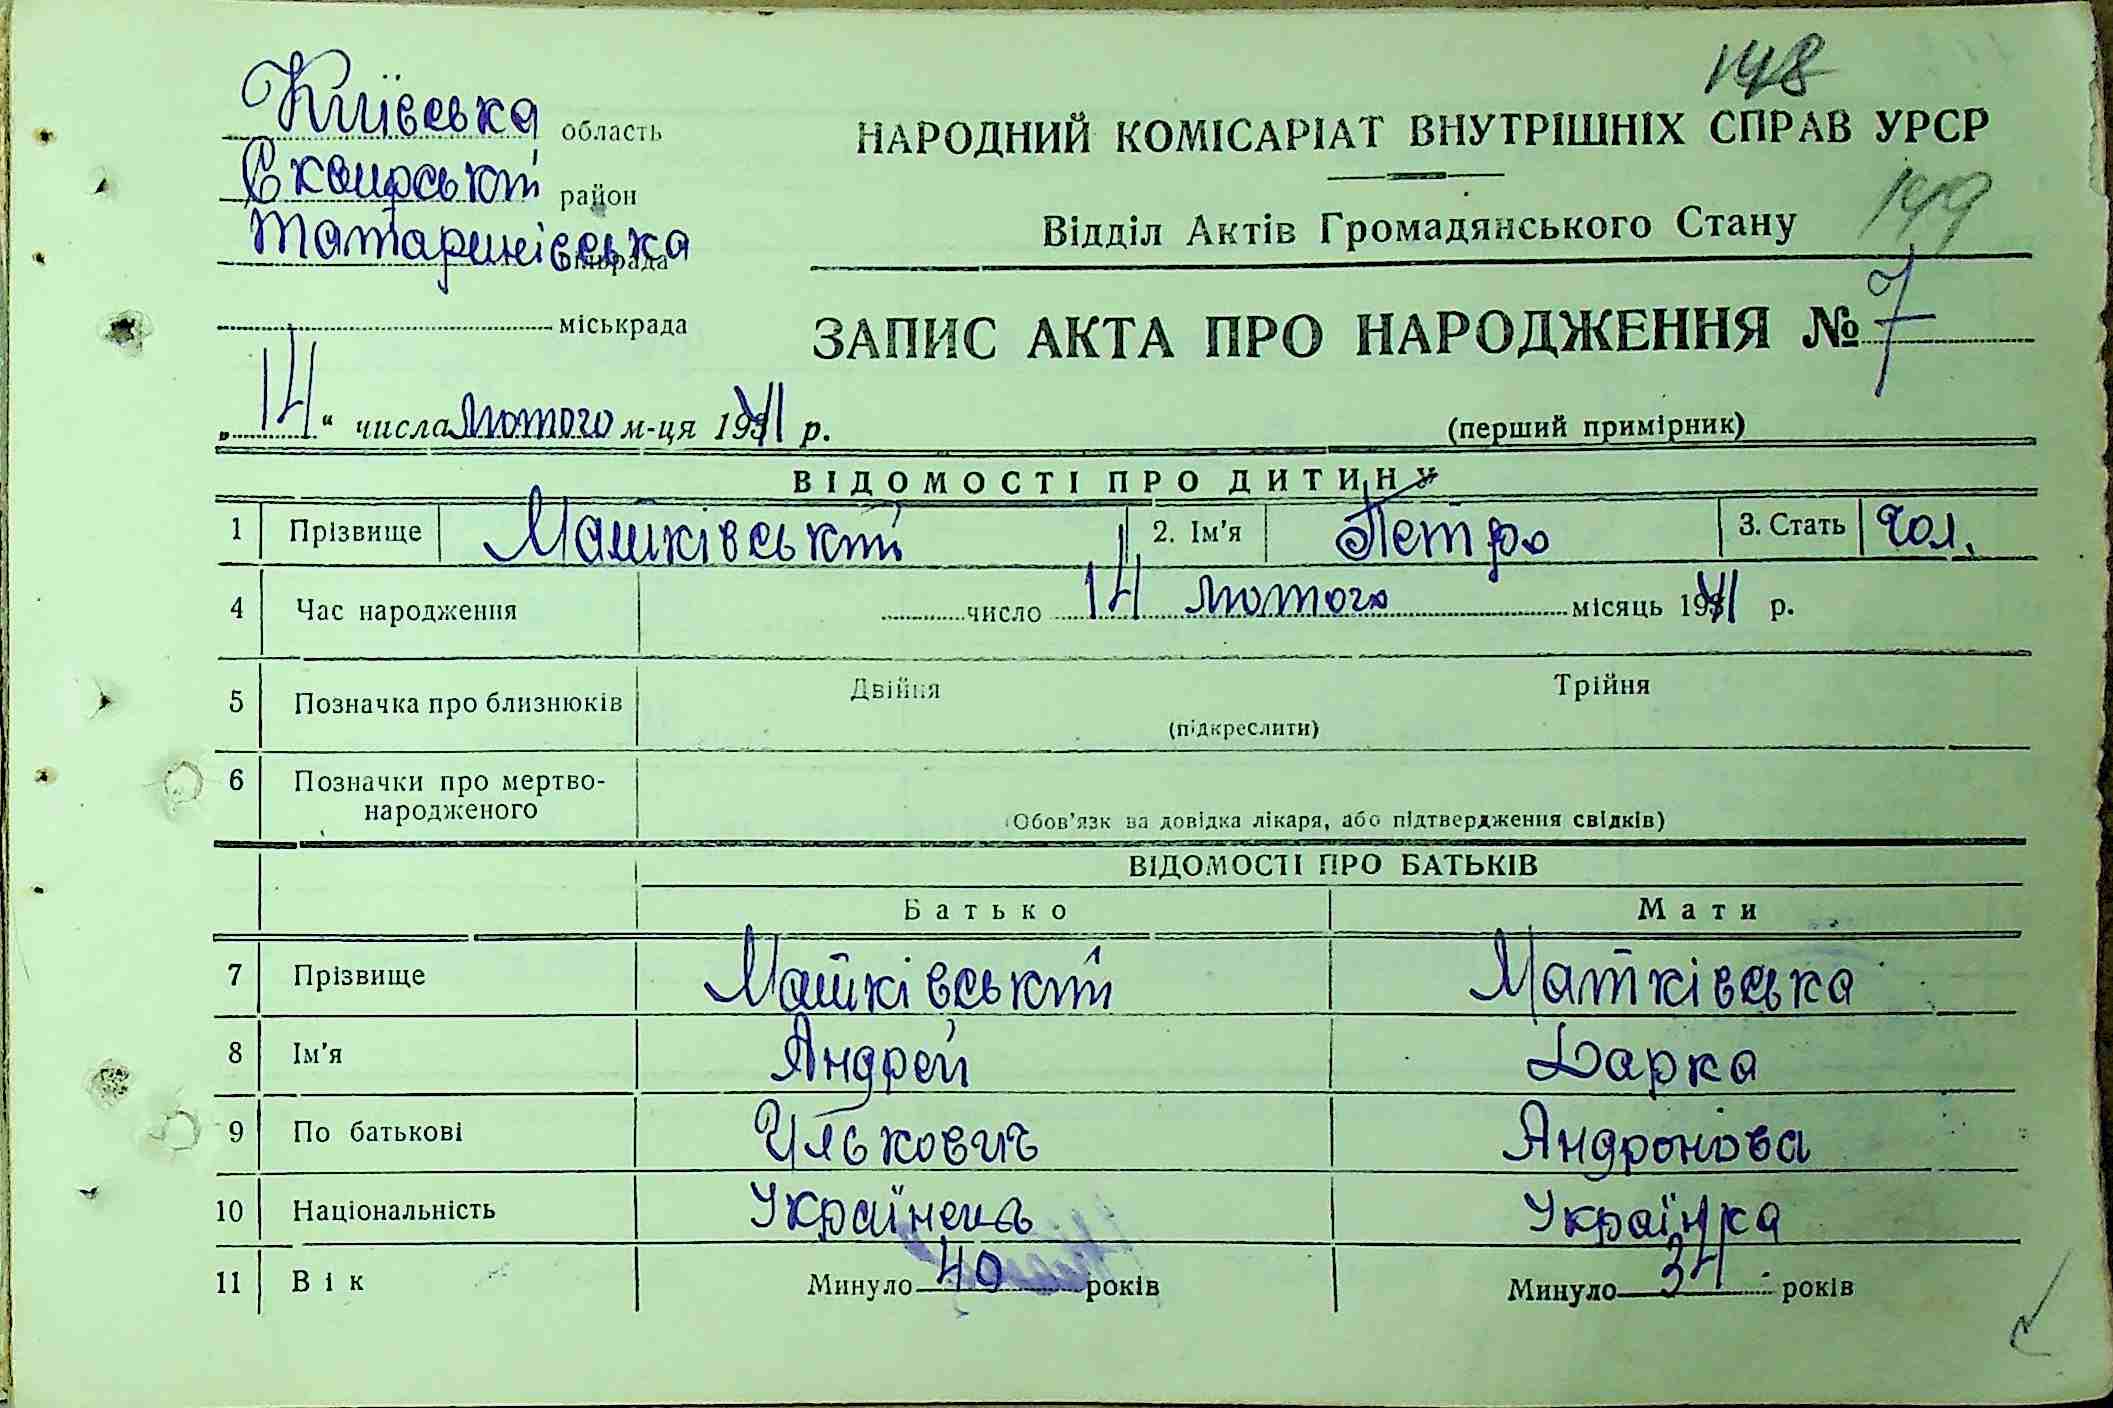 148
Київська область
НАРОДНИЙ КОМІСАРІАТ ВНУТРІШНІХ СПРАВ УРСР
Сквирський район
149
Татаринівська сільрада
Відділ Актів Громадянського Стану
міськрада
ЗАПИС АКТА ПРО НАРОДЖЕННЯ № 7
„14“ числа лютого м-ця 1941 р.
(перший примірник)
ВІДОМОСТІ ПРО ДИТИНУ
1 Прізвище Машківський 2. Ім'я Петро 3. Стать чол.
4 Час народження число 14 лютого місяць 1941 р.
5 Позначка про близнюків Двійня Трійня
(підкреслити)
6 Позначки про мертво-
народженого
(Обов'язкова довідка лікаря, або підтвердження свідків)
ВІДОМОСТІ ПРО БАТЬКІВ
Батько Мати
7 Прізвище Машківський Машківська
8 Ім'я Андрей Дарка
9 По батькові Ількович Андронова
10 Національність Українець Українка
11 Вік Минуло 40 років Минуло 34 років